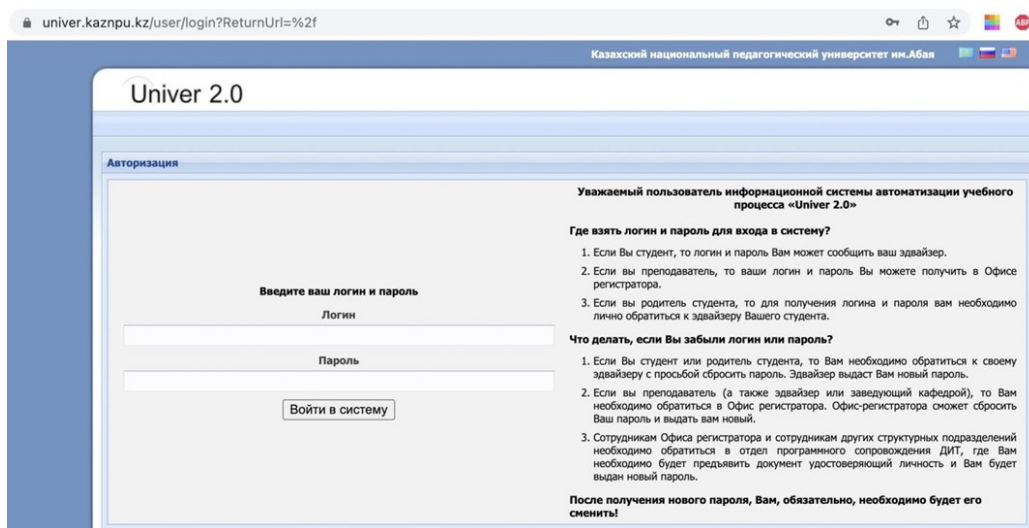 univer.kaznpu.kz/user/login?ReturnUrl=%2f
ABP
Казахский национальный педагогический университет им.Абая
Univer 2.0
Авторизация
Введите ваш логин и пароль
Логин
Пароль
Войти в систему
Уважаемый пользователь информационной системы автоматизации учебного
процесса «Univer 2.0»
Где взять логин и пароль для входа в систему?
1. Если Вы студент, то логин и пароль Вам может сообщить ваш эдвайзер.
2. Если вы преподаватель, то ваши логин и пароль Вы можете получить в Офисе
регистратора.
3. Если вы родитель студента, то для получения логина и пароля вам необходимо
лично обратиться к эдвайзеру Вашего студента.
Что делать, если Вы забыли логин или пароль?
1. Если Вы студент или родитель студента, то Вам необходимо обратиться к своему
эдвайзеру с просьбой сбросить пароль. Эдвайзер выдаст Вам новый пароль.
2. Если вы преподаватель (а также эдвайзер или заведующий кафедрой), то Вам
необходимо обратиться в Офис регистратора. Офис-регистратора сможет сбросить
Ваш пароль и выдать вам новый.
3. Сотрудникам Офиса регистратора и сотрудникам других структурных подразделений
необходимо обратиться в отдел программного сопровождения ДИТ, где Вам
необходимо будет предъявить документ удостоверяющий личность и Вам будет
выдан новый пароль.
После получения нового пароля, Вам, обязательно, необходимо будет его
сменить!